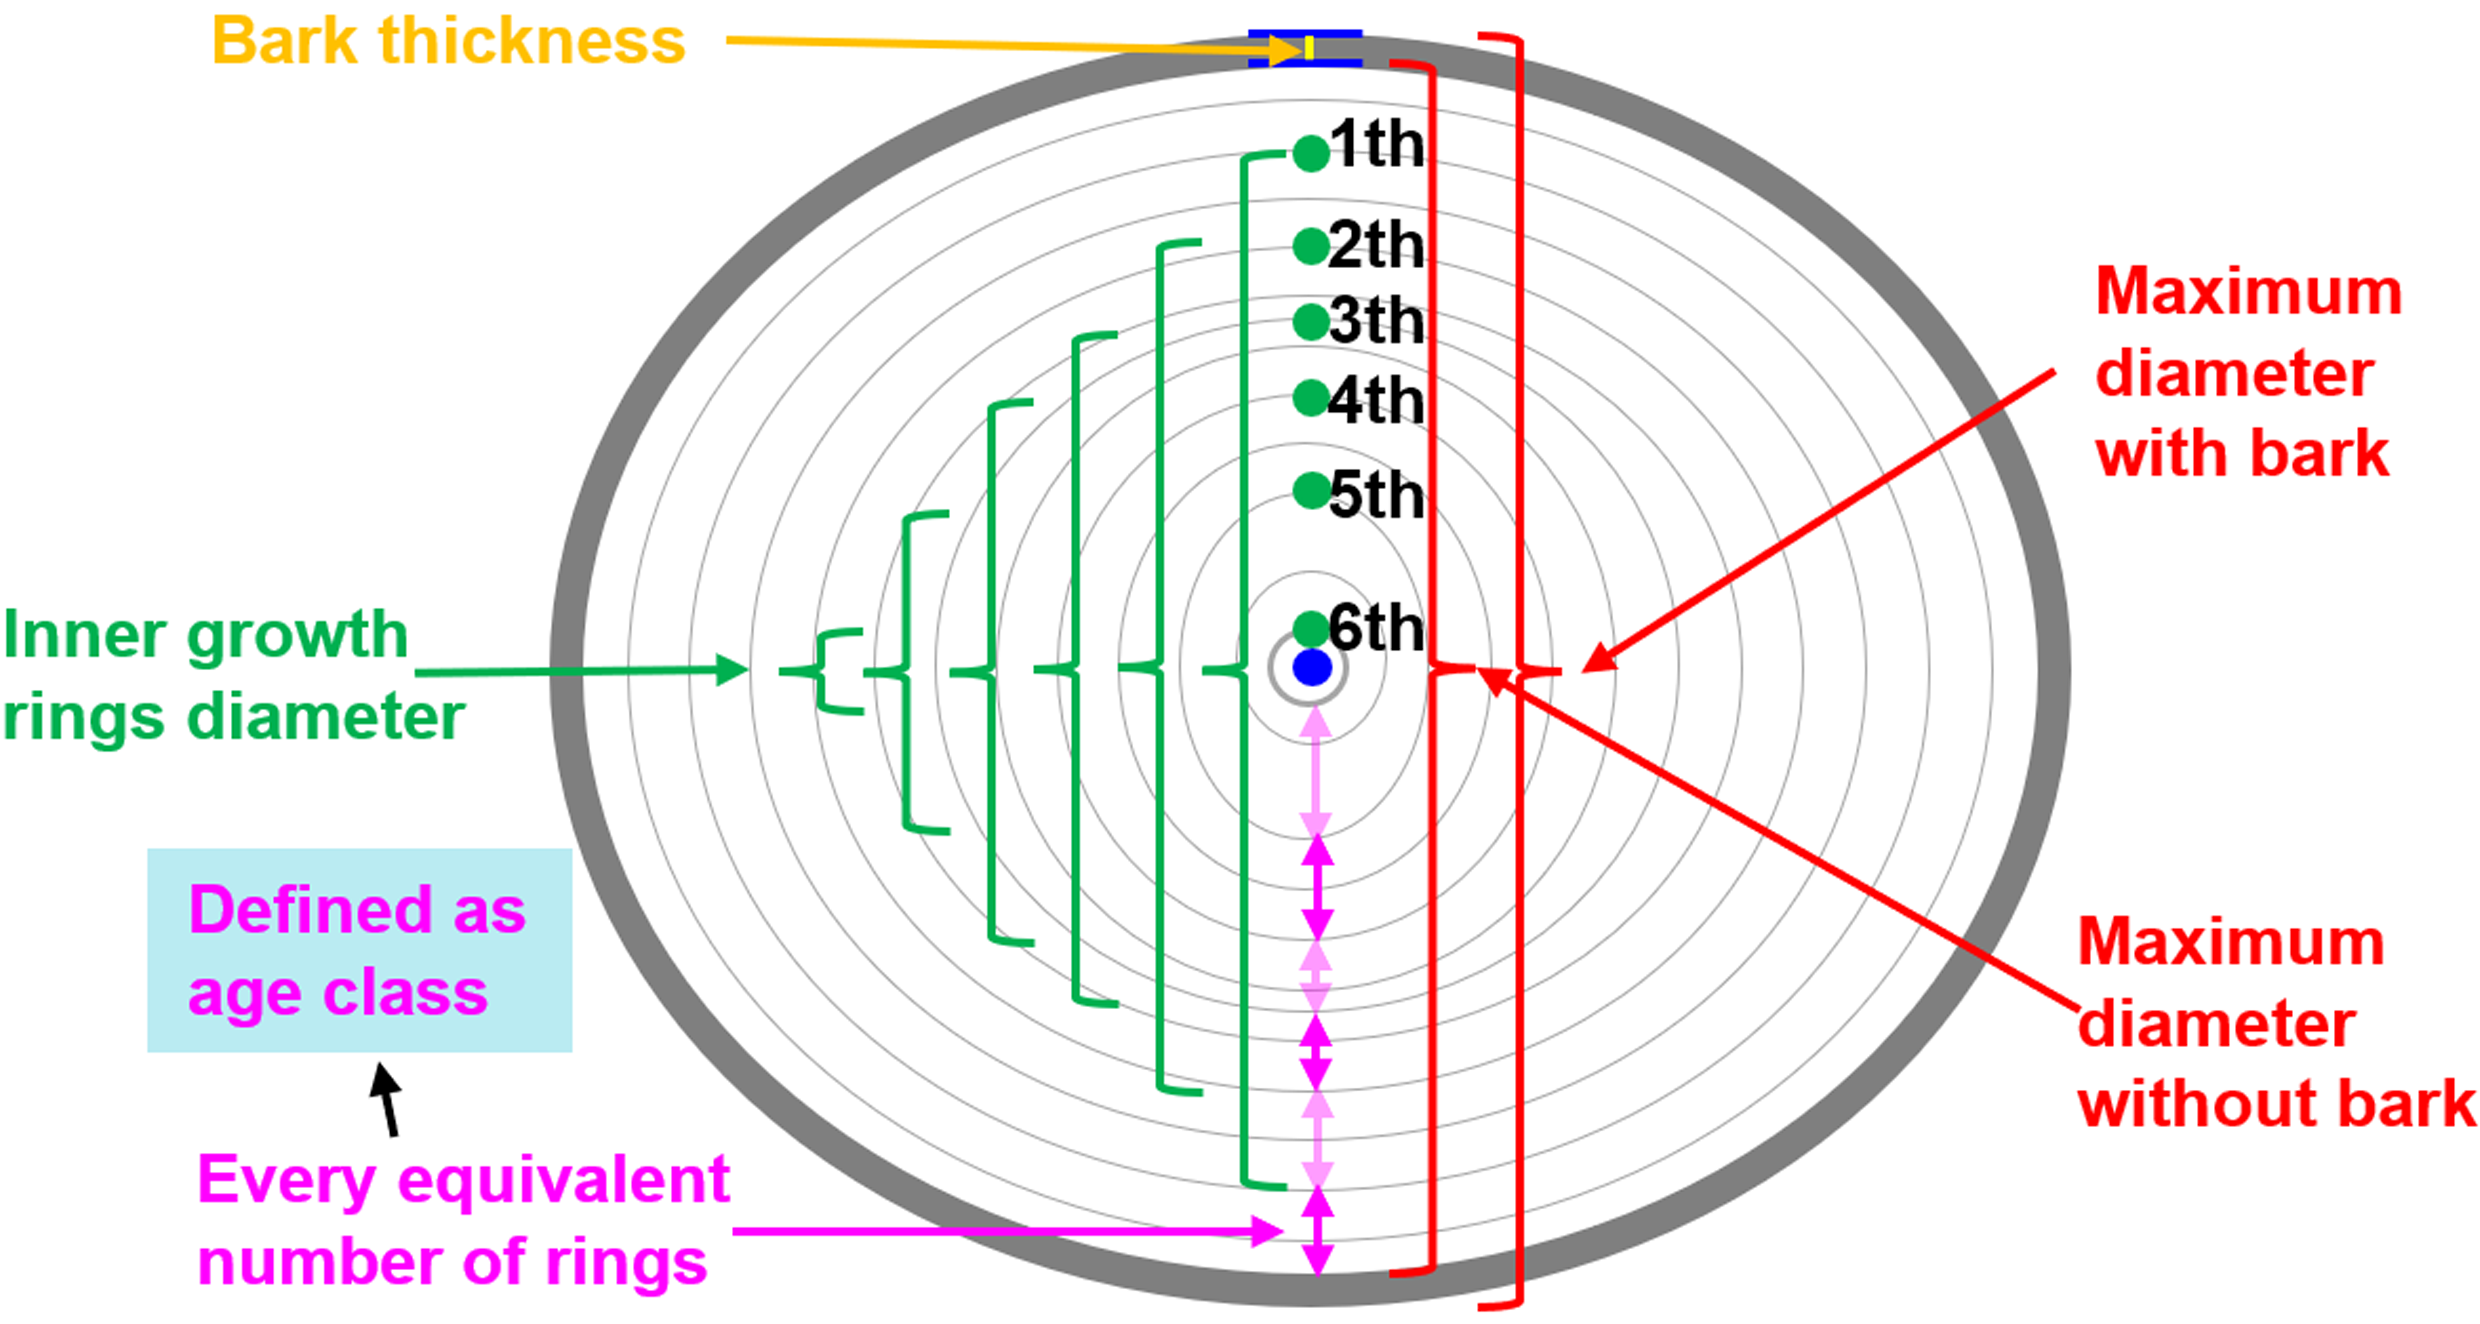 Bark thickness
1th
2th
3th
4th
5th
6th
Maximum
diameter
with bark
Inner growth
rings diameter
Defined as
age class
Maximum
diameter
without bark
Every equivalent
number of rings